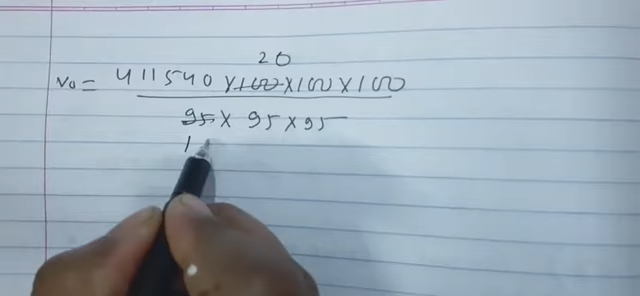 20
V₀ = 411540 × 100 × 100 × 100
95 × 95 × 95
1